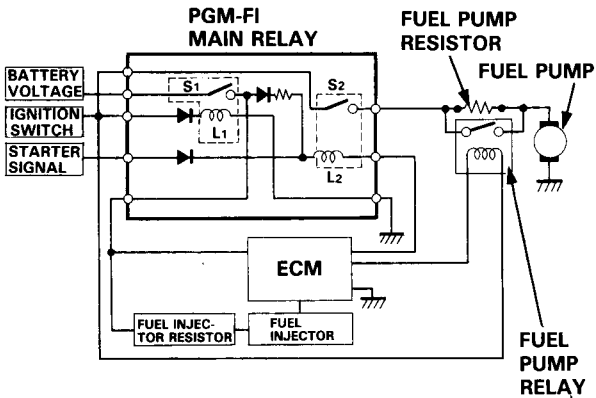 PGM-FI
MAIN RELAY
FUEL PUMP
RESISTOR
FUEL PUMP
BATTERY
VOLTAGE
IGNITION
SWITCH
STARTER
SIGNAL
S1
L1
S2
L2
ECM
FUEL INJEC-
TOR RESISTOR
FUEL
INJECTOR
FUEL
PUMP
RELAY